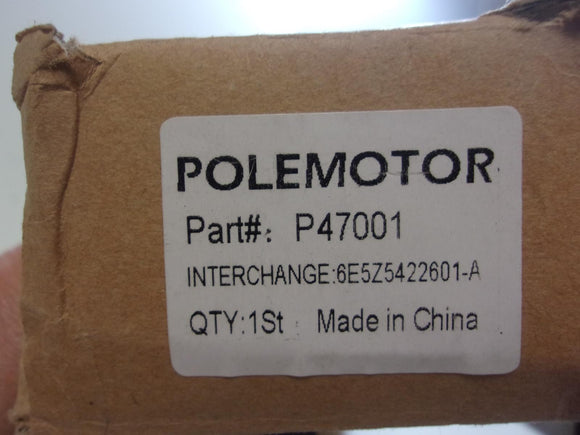 POLEMOTOR
Part#: P47001
INTERCHANGE:6E5Z5422601-A
QTY:1St Made in China